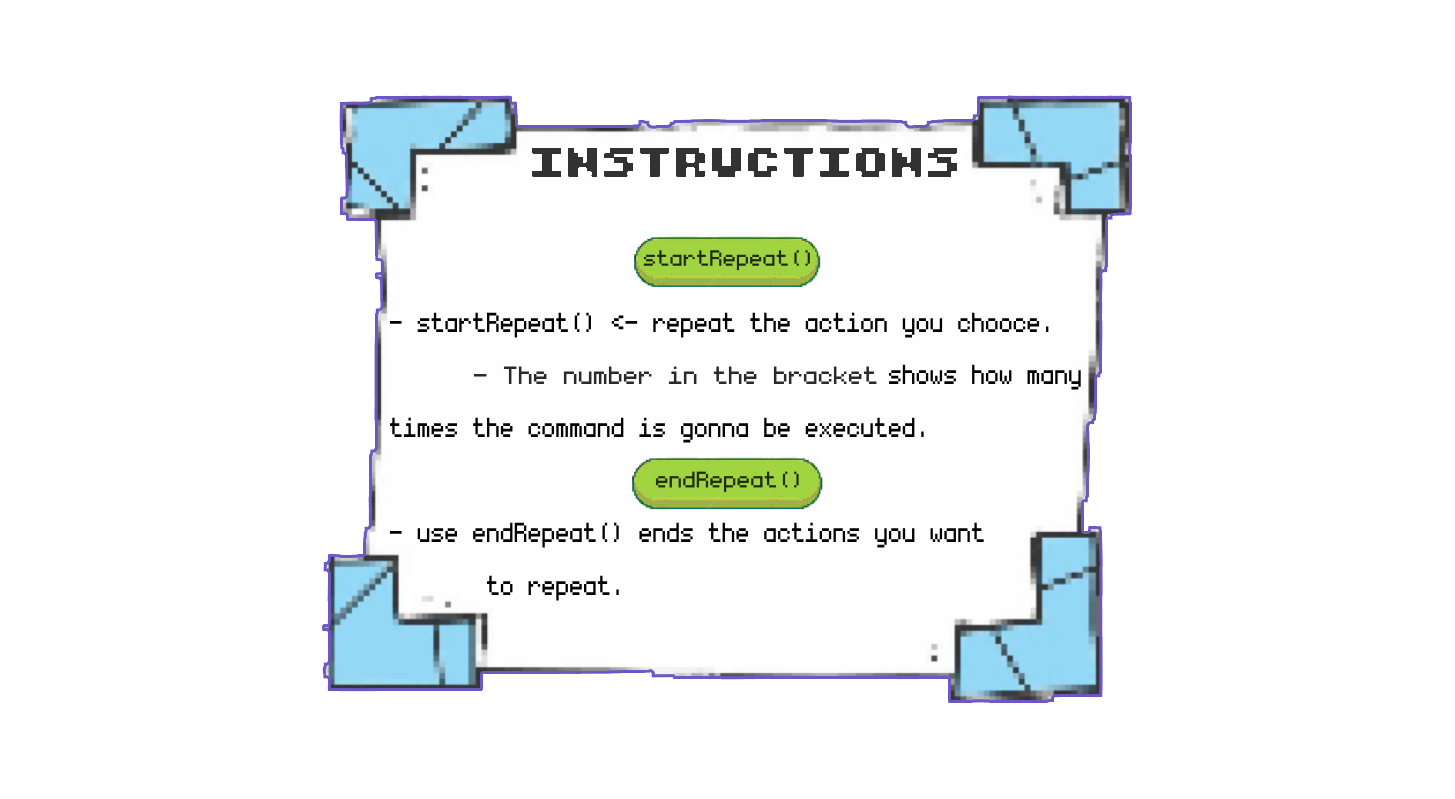 INSTRUCTIONS
startRepeat()
- startRepeat() <- repeat the action you chooce.
- The number in the bracket shows how many
times the command is gonna be executed.
endRepeat()
- use endRepeat() ends the actions you want
to repeat.